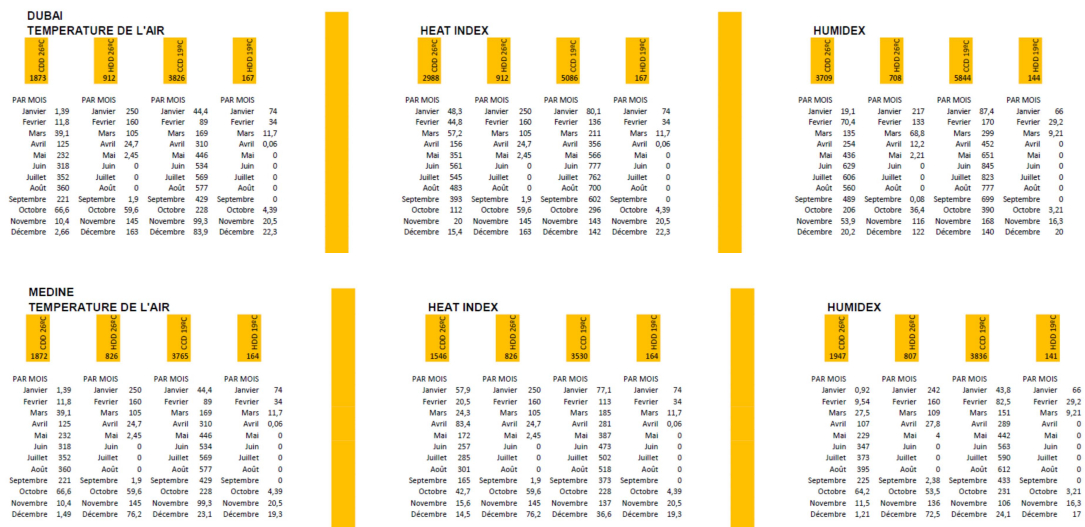 DUBAI
TEMPERATURE DE L'AIR
HEAT INDEX
HUMIDEX
CDD 26ºC HDD 26ºC CCD 19ºC HDD 19ºC CDD 26ºC HDD 26ºC CCD 19ºC HDD 19ºC CDD 26ºC HDD 26ºC CCD 19ºC HDD 19ºC
1873 912 3826 167 2988 912 5086 167 3709 708 5844 144
PAR MOIS PAR MOIS PAR MOIS PAR MOIS PAR MOIS PAR MOIS PAR MOIS PAR MOIS PAR MOIS PAR MOIS PAR MOIS PAR MOIS
Janvier 1,39 Janvier 250 Janvier 44,4 Janvier 74 Janvier 48,3 Janvier 250 Janvier 80,1 Janvier 74 Janvier 19,1 Janvier 217 Janvier 87,4 Janvier 66
Fevrier 11,8 Fevrier 160 Fevrier 89 Fevrier 34 Fevrier 44,8 Fevrier 160 Fevrier 136 Fevrier 34 Fevrier 70,4 Fevrier 133 Fevrier 170 Fevrier 29,2
Mars 39,1 Mars 105 Mars 169 Mars 11,7 Mars 57,2 Mars 105 Mars 211 Mars 11,7 Mars 135 Mars 68,8 Mars 299 Mars 9,21
Avril 125 Avril 24,7 Avril 310 Avril 0,06 Avril 156 Avril 24,7 Avril 356 Avril 0,06 Avril 254 Avril 12,2 Avril 452 Avril 0
Mai 232 Mai 2,45 Mai 446 Mai 0 Mai 351 Mai 2,45 Mai 566 Mai 0 Mai 436 Mai 2,21 Mai 651 Mai 0
Juin 318 Juin 0 Juin 534 Juin 0 Juin 561 Juin 0 Juin 777 Juin 0 Juin 629 Juin 0 Juin 845 Juin 0
Juillet 352 Juillet 0 Juillet 569 Juillet 0 Juillet 545 Juillet 0 Juillet 762 Juillet 0 Juillet 606 Juillet 0 Juillet 823 Juillet 0
Août 360 Août 0 Août 577 Août 0 Août 483 Août 0 Août 700 Août 0 Août 560 Août 0 Août 777 Août 0
Septembre 221 Septembre 1,9 Septembre 429 Septembre 0 Septembre 393 Septembre 1,9 Septembre 602 Septembre 0 Septembre 489 Septembre 0,08 Septembre 699 Septembre 0
Octobre 66,6 Octobre 59,6 Octobre 228 Octobre 4,39 Octobre 112 Octobre 59,6 Octobre 296 Octobre 4,39 Octobre 206 Octobre 36,4 Octobre 390 Octobre 3,21
Novembre 10,4 Novembre 145 Novembre 99,3 Novembre 20,5 Novembre 20 Novembre 145 Novembre 143 Novembre 20,5 Novembre 53,9 Novembre 116 Novembre 168 Novembre 16,3
Décembre 2,66 Décembre 163 Décembre 83,9 Décembre 22,3 Décembre 15,4 Décembre 163 Décembre 142 Décembre 22,3 Décembre 20,2 Décembre 122 Décembre 140 Décembre 20
MEDINE
TEMPERATURE DE L'AIR
HEAT INDEX
HUMIDEX
CDD 26ºC HDD 26ºC CCD 19ºC HDD 19ºC CDD 26ºC HDD 26ºC CCD 19ºC HDD 19ºC CDD 26ºC HDD 26ºC CCD 19ºC HDD 19ºC
1872 826 3765 164 1546 826 3530 164 1947 807 3836 141
PAR MOIS PAR MOIS PAR MOIS PAR MOIS PAR MOIS PAR MOIS PAR MOIS PAR MOIS PAR MOIS PAR MOIS PAR MOIS PAR MOIS
Janvier 1,39 Janvier 250 Janvier 44,4 Janvier 74 Janvier 57,9 Janvier 250 Janvier 77,1 Janvier 74 Janvier 0,92 Janvier 242 Janvier 43,8 Janvier 66
Fevrier 11,8 Fevrier 160 Fevrier 89 Fevrier 34 Fevrier 20,5 Fevrier 160 Fevrier 113 Fevrier 34 Fevrier 9,54 Fevrier 160 Fevrier 82,5 Fevrier 29,2
Mars 39,1 Mars 105 Mars 169 Mars 11,7 Mars 24,3 Mars 105 Mars 185 Mars 11,7 Mars 27,5 Mars 109 Mars 151 Mars 9,21
Avril 125 Avril 24,7 Avril 310 Avril 0,06 Avril 83,4 Avril 24,7 Avril 281 Avril 0,06 Avril 107 Avril 27,8 Avril 289 Avril 0
Mai 232 Mai 2,45 Mai 446 Mai 0 Mai 172 Mai 2,45 Mai 387 Mai 0 Mai 229 Mai 4 Mai 442 Mai 0
Juin 318 Juin 0 Juin 534 Juin 0 Juin 257 Juin 0 Juin 473 Juin 0 Juin 347 Juin 0 Juin 563 Juin 0
Juillet 352 Juillet 0 Juillet 569 Juillet 0 Juillet 285 Juillet 0 Juillet 502 Juillet 0 Juillet 373 Juillet 0 Juillet 590 Juillet 0
Août 360 Août 0 Août 577 Août 0 Août 301 Août 0 Août 518 Août 0 Août 395 Août 0 Août 612 Août 0
Septembre 221 Septembre 1,9 Septembre 429 Septembre 0 Septembre 165 Septembre 1,9 Septembre 373 Septembre 0 Septembre 225 Septembre 2,38 Septembre 433 Septembre 0
Octobre 66,6 Octobre 59,6 Octobre 228 Octobre 4,39 Octobre 42,7 Octobre 59,6 Octobre 228 Octobre 4,39 Octobre 64,2 Octobre 53,5 Octobre 231 Octobre 3,21
Novembre 10,4 Novembre 145 Novembre 99,3 Novembre 20,5 Novembre 15,6 Novembre 145 Novembre 137 Novembre 20,5 Novembre 11,5 Novembre 136 Novembre 106 Novembre 16,3
Décembre 1,49 Décembre 76,2 Décembre 23,1 Décembre 19,3 Décembre 14,5 Décembre 76,2 Décembre 36,6 Décembre 19,3 Décembre 1,21 Décembre 72,5 Décembre 24,1 Décembre 17